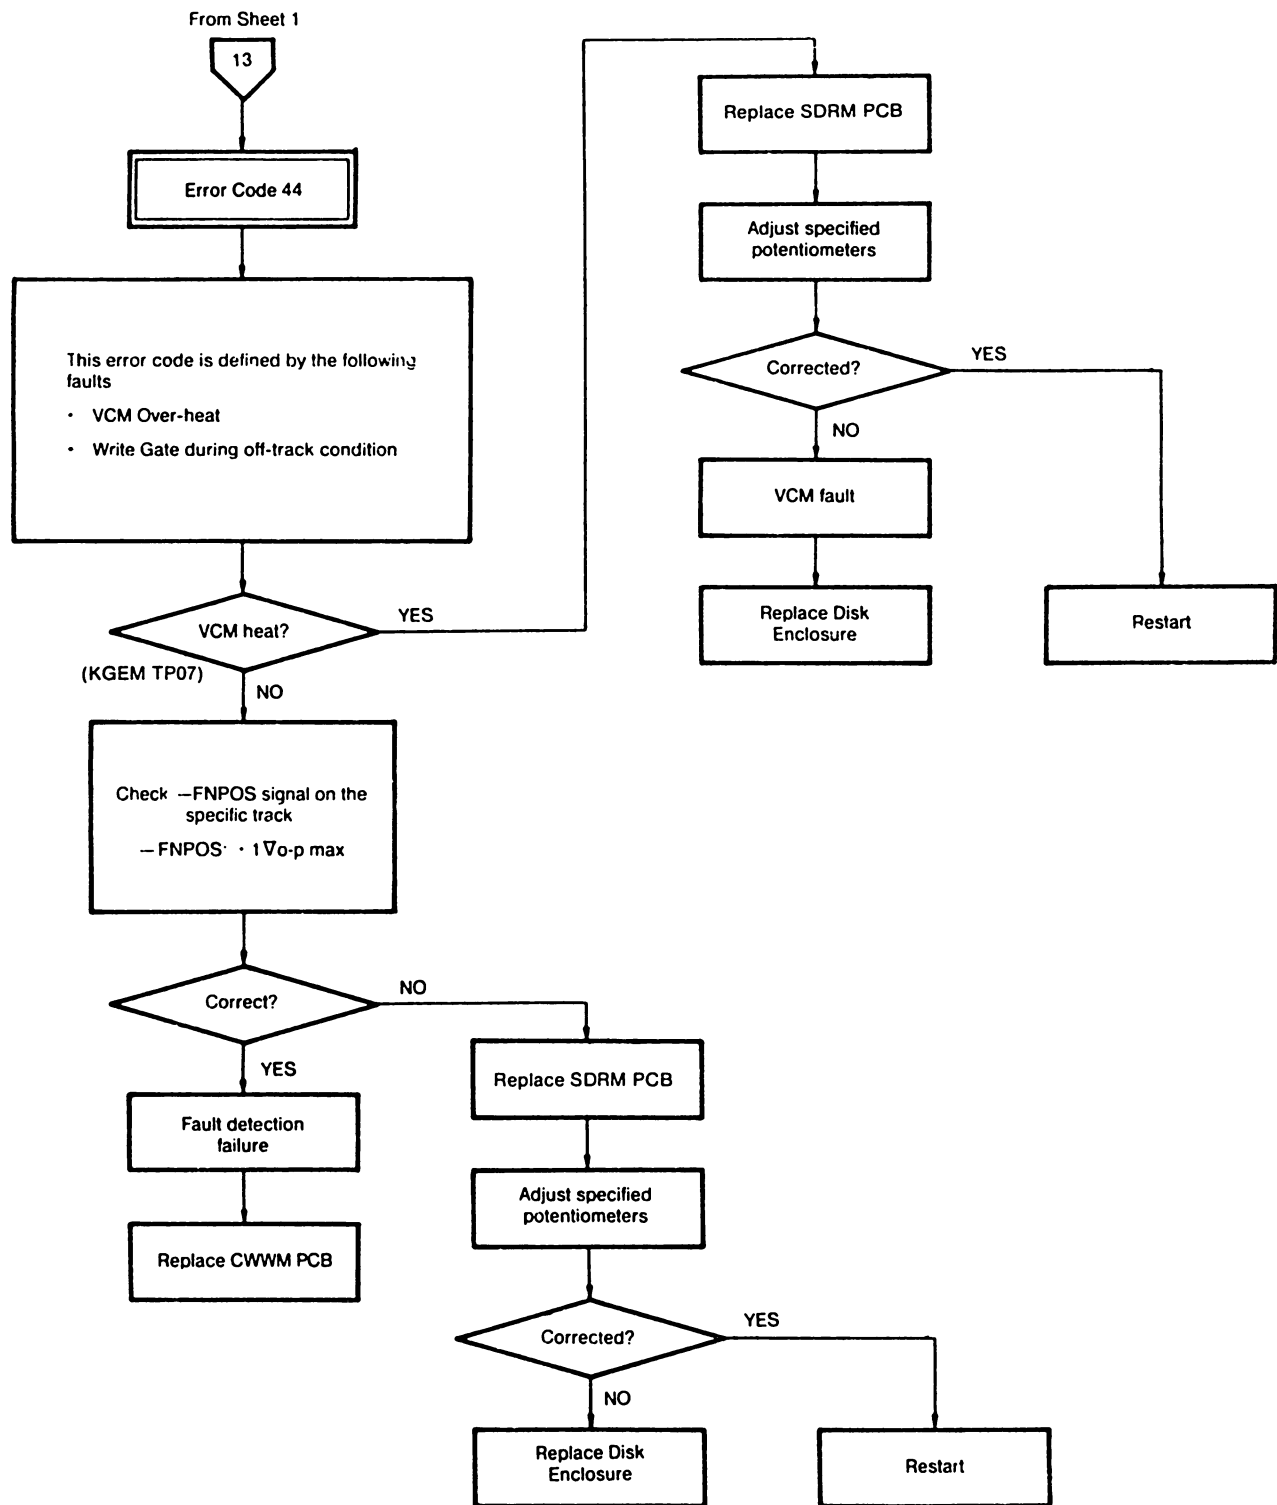 From Sheet 1
13
Error Code 44
This error code is defined by the following
faults
· VCM Over-heat
· Write Gate during off-track condition
VCM heat?
YES
(KGEM TP07)
NO
Check —FNPOS signal on the
specific track
— FNPOS · 1∇o-p max
Correct?
NO
YES
Fault detection
failure
Replace CWWM PCB
Replace SDRM PCB
Adjust specified
potentiometers
Corrected?
YES
NO
Replace Disk
Enclosure
Restart
Replace SDRM PCB
Adjust specified
potentiometers
Corrected?
YES
NO
VCM fault
Replace Disk
Enclosure
Restart